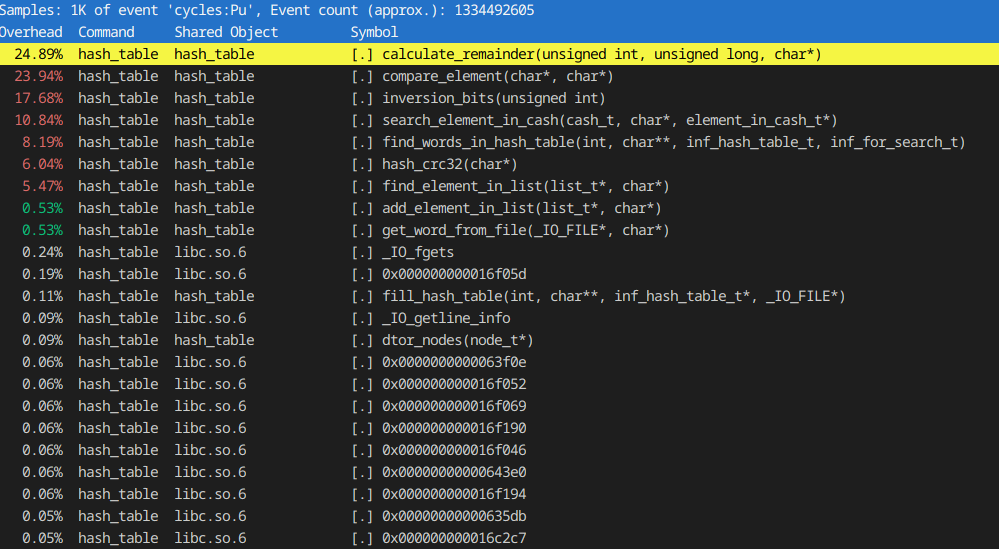 Samples: 1K of event 'cycles:Pu', Event count (approx.): 1334492605
Overhead Command Shared Object Symbol
24.89% hash_table hash_table [.] calculate_remainder(unsigned int, unsigned long, char*)
23.94% hash_table hash_table [.] compare_element(char*, char*)
17.68% hash_table hash_table [.] inversion_bits(unsigned int)
10.84% hash_table hash_table [.] search_element_in_cash(cash_t, char*, element_in_cash_t*)
8.19% hash_table hash_table [.] find_words_in_hash_table(int, char**, inf_hash_table_t, inf_for_search_t)
6.04% hash_table hash_table [.] hash_crc32(char*)
5.47% hash_table hash_table [.] find_element_in_list(list_t*, char*)
0.53% hash_table hash_table [.] add_element_in_list(list_t*, char*)
0.53% hash_table hash_table [.] get_word_from_file(_IO_FILE*, char*)
0.24% hash_table libc.so.6 [.] _IO_fgets
0.19% hash_table libc.so.6 [.] 0x000000000016f05d
0.11% hash_table hash_table [.] fill_hash_table(int, char**, inf_hash_table_t*, _IO_FILE*)
0.09% hash_table libc.so.6 [.] _IO_getline_info
0.09% hash_table hash_table [.] dtor_nodes(node_t*)
0.06% hash_table libc.so.6 [.] 0x0000000000063f0e
0.06% hash_table libc.so.6 [.] 0x000000000016f052
0.06% hash_table libc.so.6 [.] 0x000000000016f069
0.06% hash_table libc.so.6 [.] 0x000000000016f190
0.06% hash_table libc.so.6 [.] 0x000000000016f046
0.06% hash_table libc.so.6 [.] 0x00000000000643e0
0.06% hash_table libc.so.6 [.] 0x000000000016f194
0.05% hash_table libc.so.6 [.] 0x00000000000635db
0.05% hash_table libc.so.6 [.] 0x000000000016c2c7